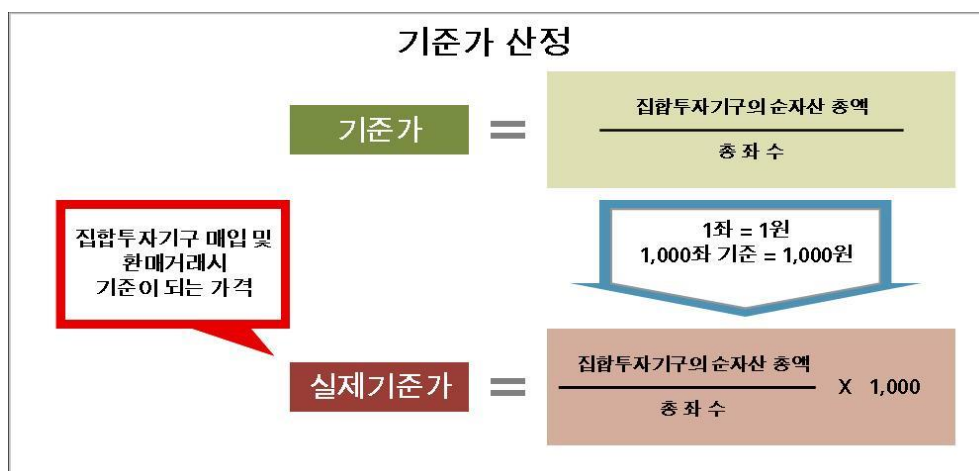 기준가 산정
기준가
=
집합투자기구의 순자산 총액
총 좌 수
집합투자기구 매입 및
환매거래시
기준이 되는 가격
1좌 = 1원
1,000좌 기준 = 1,000원
실제기준가
=
집합투자기구의 순자산 총액
총 좌 수
X 1,000